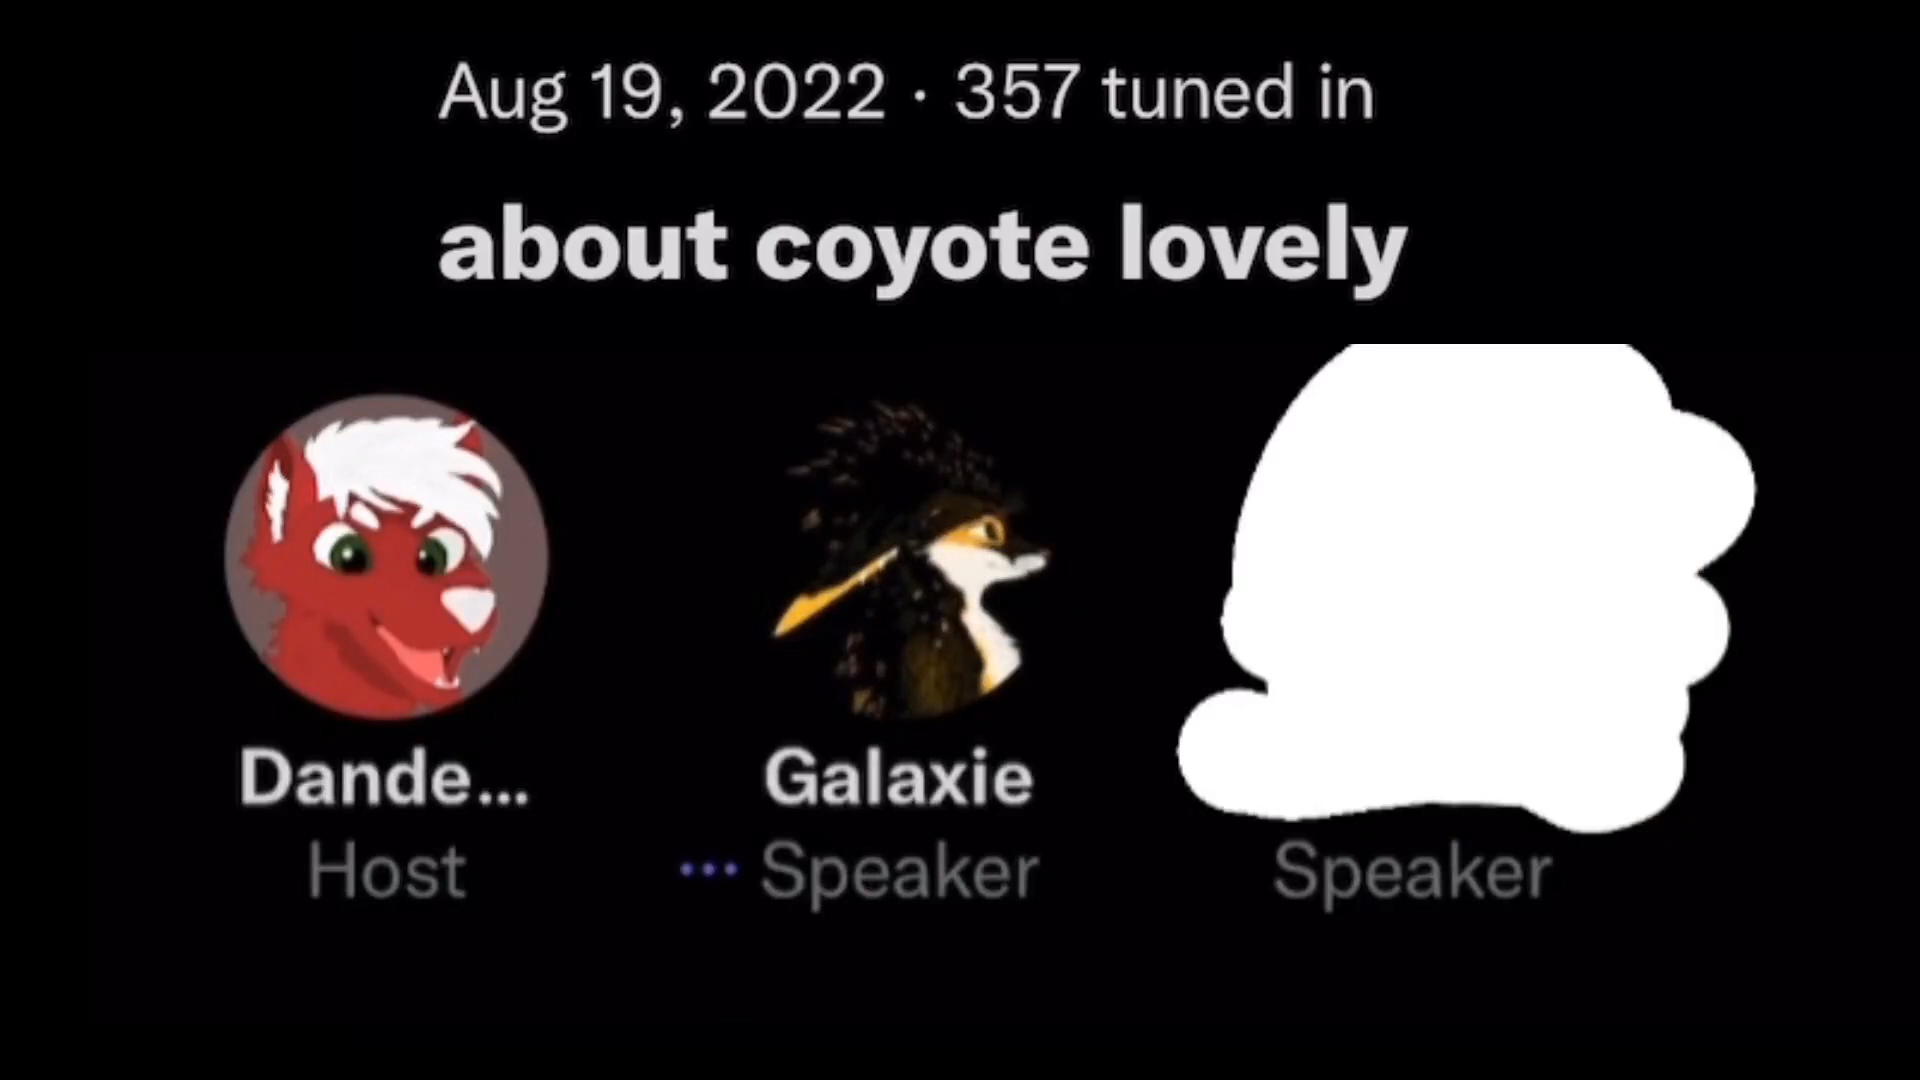 Aug 19, 2022 · 357 tuned in
about coyote lovely
Dande...
Galaxie
Host
Speaker
Speaker